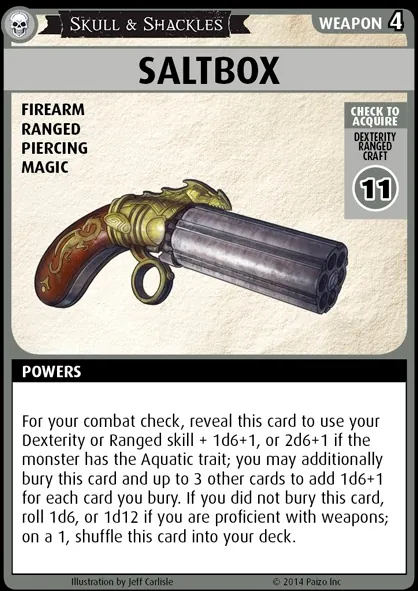 SKULL & SHACKLES
WEAPON 4
SALTBOX
FIREARM
RANGED
PIERCING
MAGIC
CHECK TO
ACQUIRE
DEXTERITY
RANGED
CRAFT
11
POWERS
For your combat check, reveal this card to use your
Dexterity or Ranged skill + 1d6+1, or 2d6+1 if the
monster has the Aquatic trait; you may additionally
bury this card and up to 3 other cards to add 1d6+1
for each card you bury. If you did not bury this card,
roll 1d6, or 1d12 if you are proficient with weapons;
on a 1, shuffle this card into your deck.
Illustration by Jeff Carlisle
© 2014 Paizo Inc